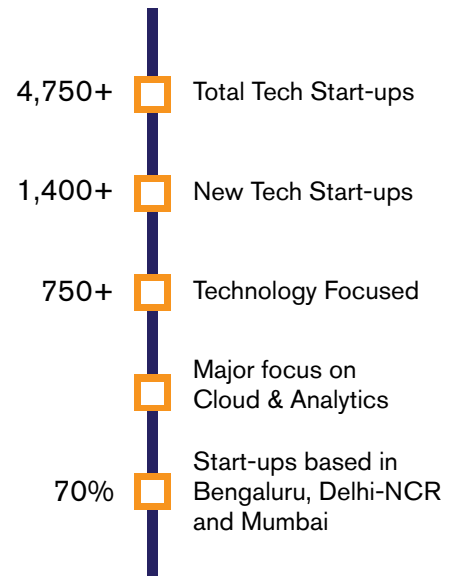 4,750+ Total Tech Start-ups
1,400+ New Tech Start-ups
750+ Technology Focused
Major focus on
Cloud & Analytics
Start-ups based in
70% Bengaluru, Delhi-NCR
and Mumbai